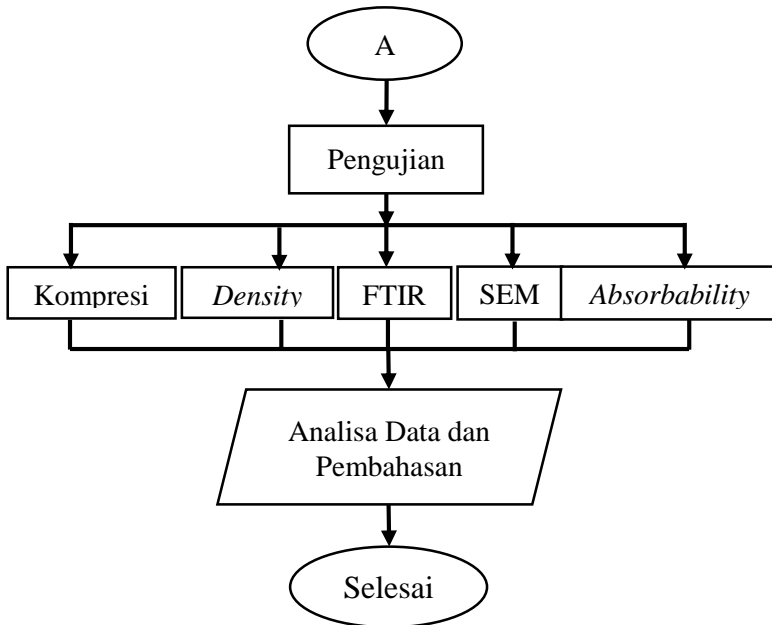 A
Pengujian
Kompresi
Density
FTIR
SEM
Absorbability
Analisa Data dan
Pembahasan
Selesai